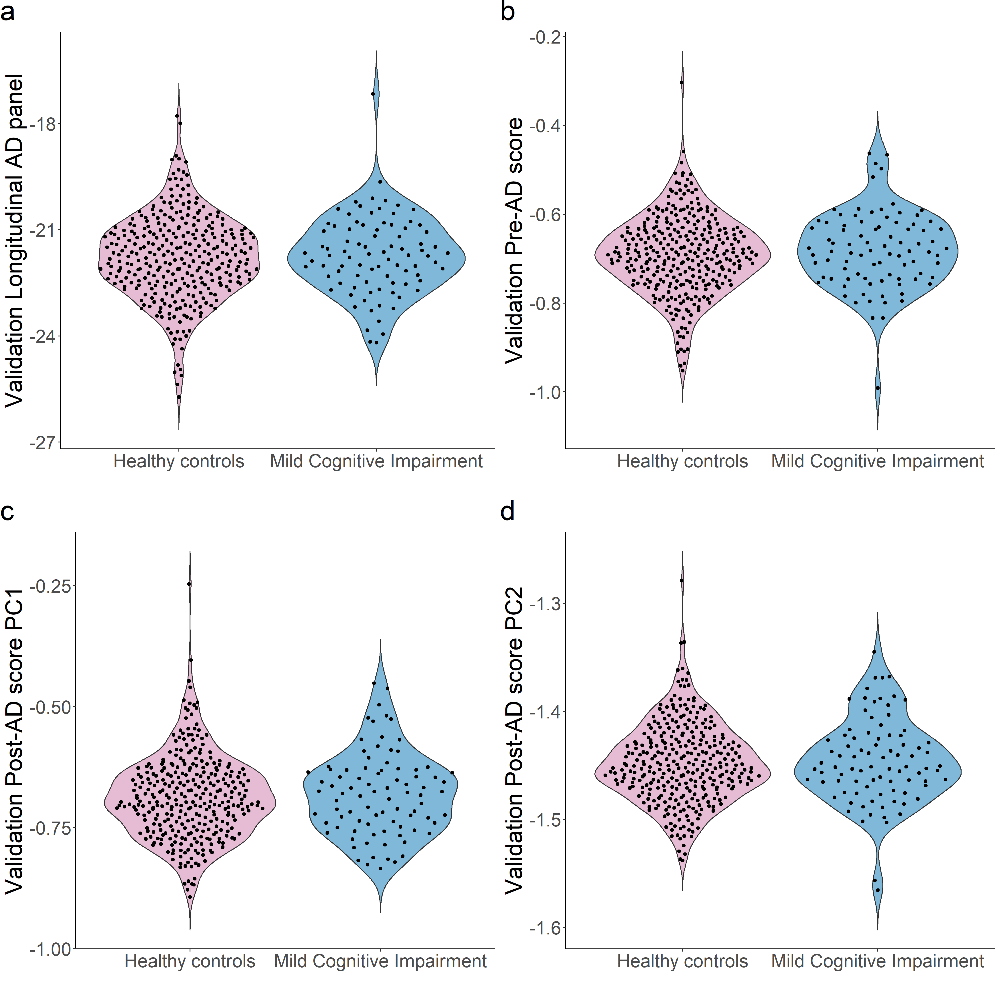 a
Validation Longitudinal AD panel
-18
-21
-24
-27
Healthy controls
Mild Cognitive Impairment
b
Validation Pre-AD score
-0.2
-0.4
-0.6
-0.8
-1.0
Healthy controls
Mild Cognitive Impairment
c
Validation Post-AD score PC1
-0.25
-0.50
-0.75
-1.00
Healthy controls
Mild Cognitive Impairment
d
Validation Post-AD score PC2
-1.3
-1.4
-1.5
-1.6
Healthy controls
Mild Cognitive Impairment